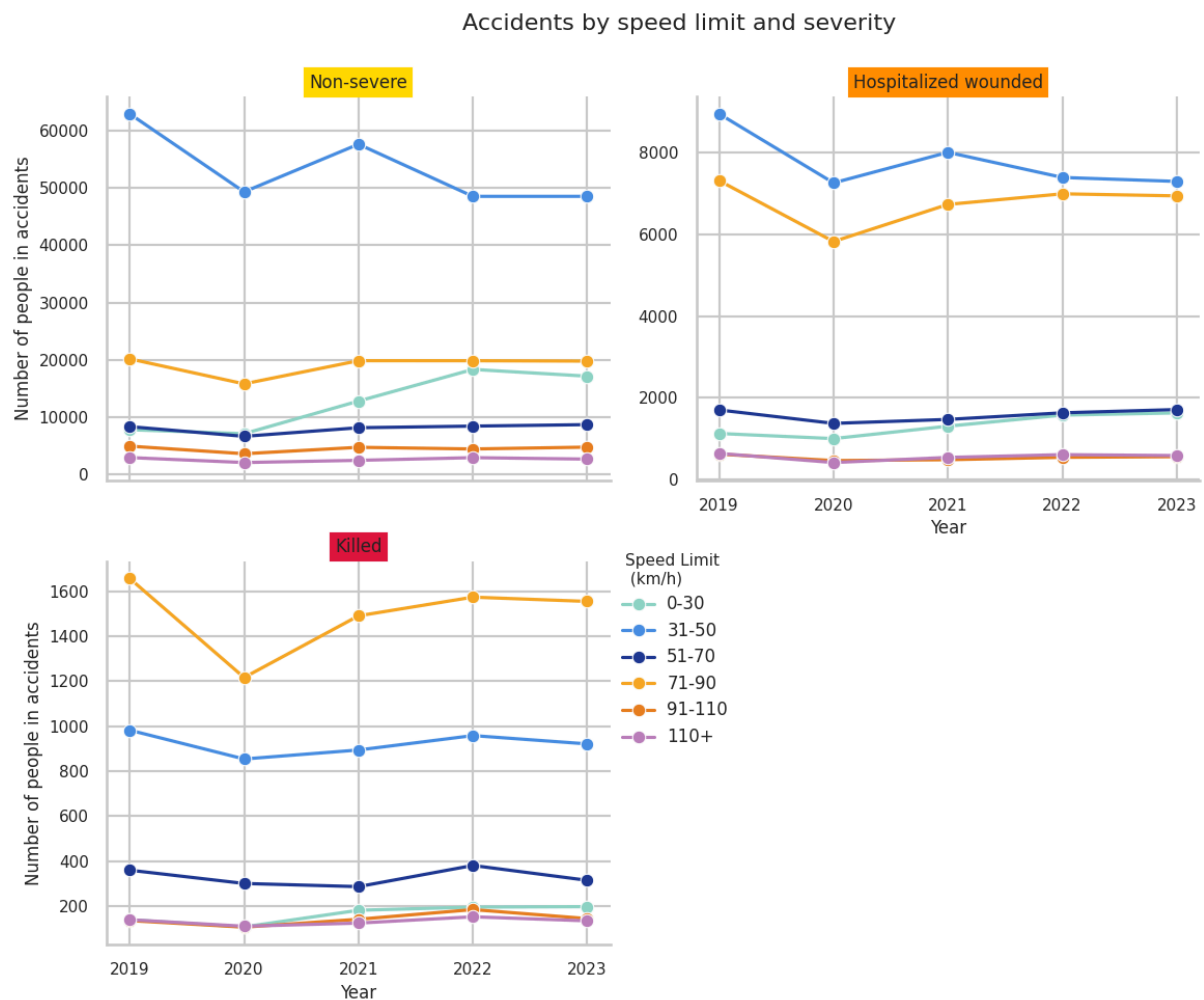 Accidents by speed limit and severity
Non-severe
Number of people in accidents
60000
50000
40000
30000
20000
10000
0
Hospitalized wounded
8000
6000
4000
2000
0
2019 2020 2021 2022 2023
Year
Killed
Number of people in accidents
1600
1400
1200
1000
800
600
400
200
2019 2020 2021 2022 2023
Year
Speed Limit
(km/h)
0-30
31-50
51-70
71-90
91-110
110+